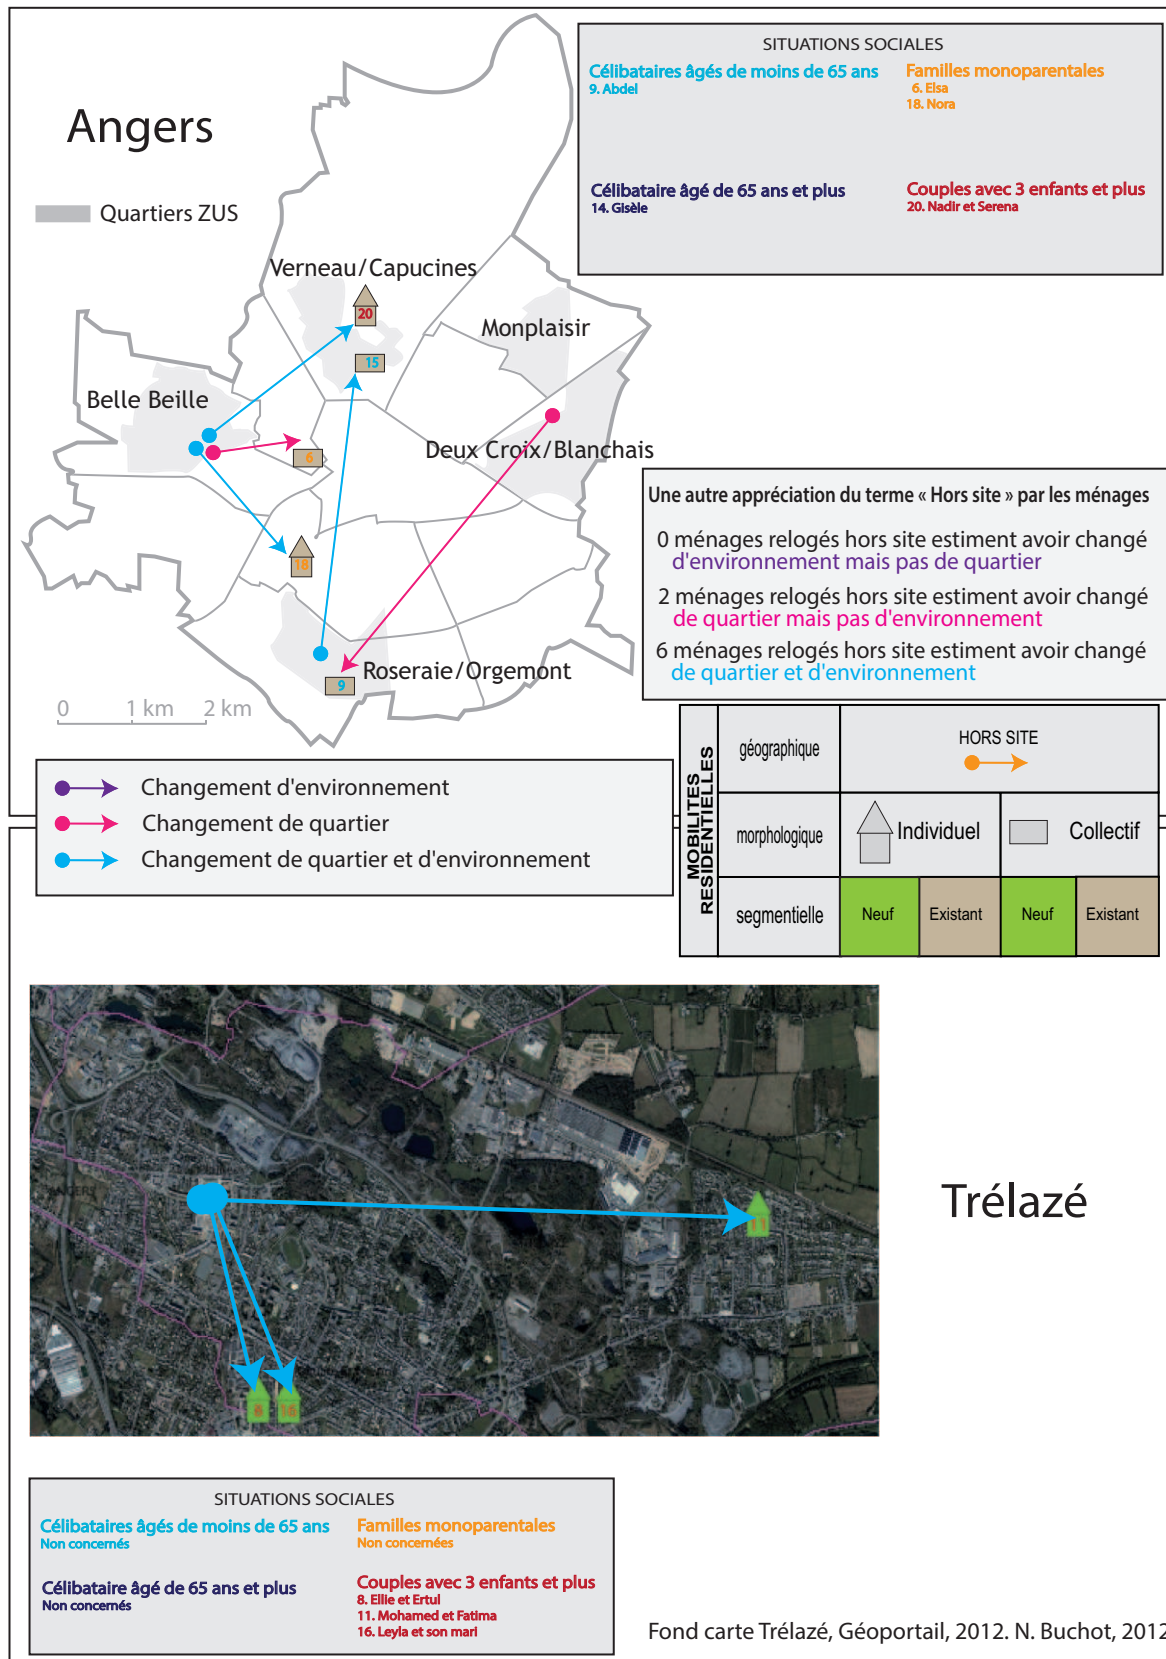 SITUATIONS SOCIALES
Célibataires âgés de moins de 65 ans
9. Abdel
Familles monoparentales
6. Elsa
18. Nora
Célibataire âgé de 65 ans et plus
14. Gisèle
Couples avec 3 enfants et plus
20. Nadir et Serena
Angers
Quartiers ZUS
Verneau/Capucines
20
15
Monplaisir
Belle Beille
6
Deux Croix/Blanchais
18
Roseraie/Orgemont
9
0 1 km 2 km
Une autre appréciation du terme « Hors site » par les ménages
0 ménages relogés hors site estiment avoir changé
d'environnement mais pas de quartier
2 ménages relogés hors site estiment avoir changé
de quartier mais pas d'environnement
6 ménages relogés hors site estiment avoir changé
de quartier et d'environnement
Changement d'environnement
Changement de quartier
Changement de quartier et d'environnement
MOBILITES
RESIDENTIELLES
géographique
HORS SITE
morphologique
Individuel
Collectif
segmentielle
Neuf
Existant
Neuf
Existant
11
8
16
Trélazé
SITUATIONS SOCIALES
Célibataires âgés de moins de 65 ans
Non concernés
Familles monoparentales
Non concernées
Célibataire âgé de 65 ans et plus
Non concernés
Couples avec 3 enfants et plus
8. Ellie et Ertul
11. Mohamed et Fatima
16. Leyla et son mari
Fond carte Trélazé, Géoportail, 2012. N. Buchot, 2012